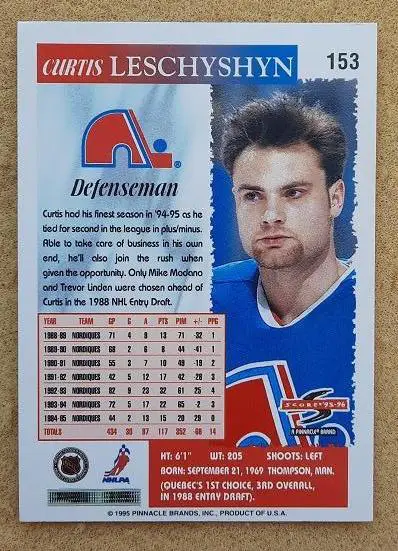 CURTIS LESCHYSHYN 153
Defenseman
Curtis had his finest season in '94-95 as he
tied for second in the league in plus/minus.
Able to take care of business in his own
end, he'll also join the rush when
given the opportunity. Only Mike Modano
and Trevor Linden were chosen ahead of
Curtis in the 1988 NHL Entry Draft.
YEAR TEAM GP G A PTS PIM +/- PPG
1988-89 NORDIQUES 71 4 9 13 71 -32 1
1989-90 NORDIQUES 68 2 6 8 44 -41 1
1990-91 NORDIQUES 55 3 7 10 49 -19 2
1991-92 NORDIQUES 42 5 12 17 42 -28 3
1992-93 NORDIQUES 82 9 23 32 61 25 4
1993-94 NORDIQUES 72 5 17 22 65 -2 3
1994-95 NORDIQUES 44 2 13 15 20 29 0
TOTALS 434 30 87 117 352 -68 14
SCORE '95-96
A PINNACLE BRAND
NHLPA
HT: 6'1" WT: 205 SHOOTS: LEFT
BORN: SEPTEMBER 21, 1969 THOMPSON, MAN.
(QUEBEC'S 1ST CHOICE, 3RD OVERALL,
IN 1988 ENTRY DRAFT).
© 1995 PINNACLE BRANDS, INC., PRODUCT OF U.S.A.